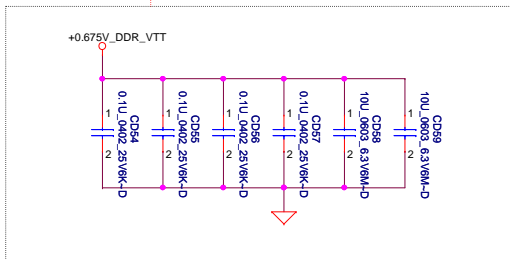 +0.675V_DDR_VTT
1
2
CD54
0.1U_0402_25V6K~D
1
2
CD55
0.1U_0402_25V6K~D
1
2
CD56
0.1U_0402_25V6K~D
1
2
CD57
0.1U_0402_25V6K~D
1
2
CD58
10U_0603_6.3V6M~D
1
2
CD59
10U_0603_6.3V6M~D